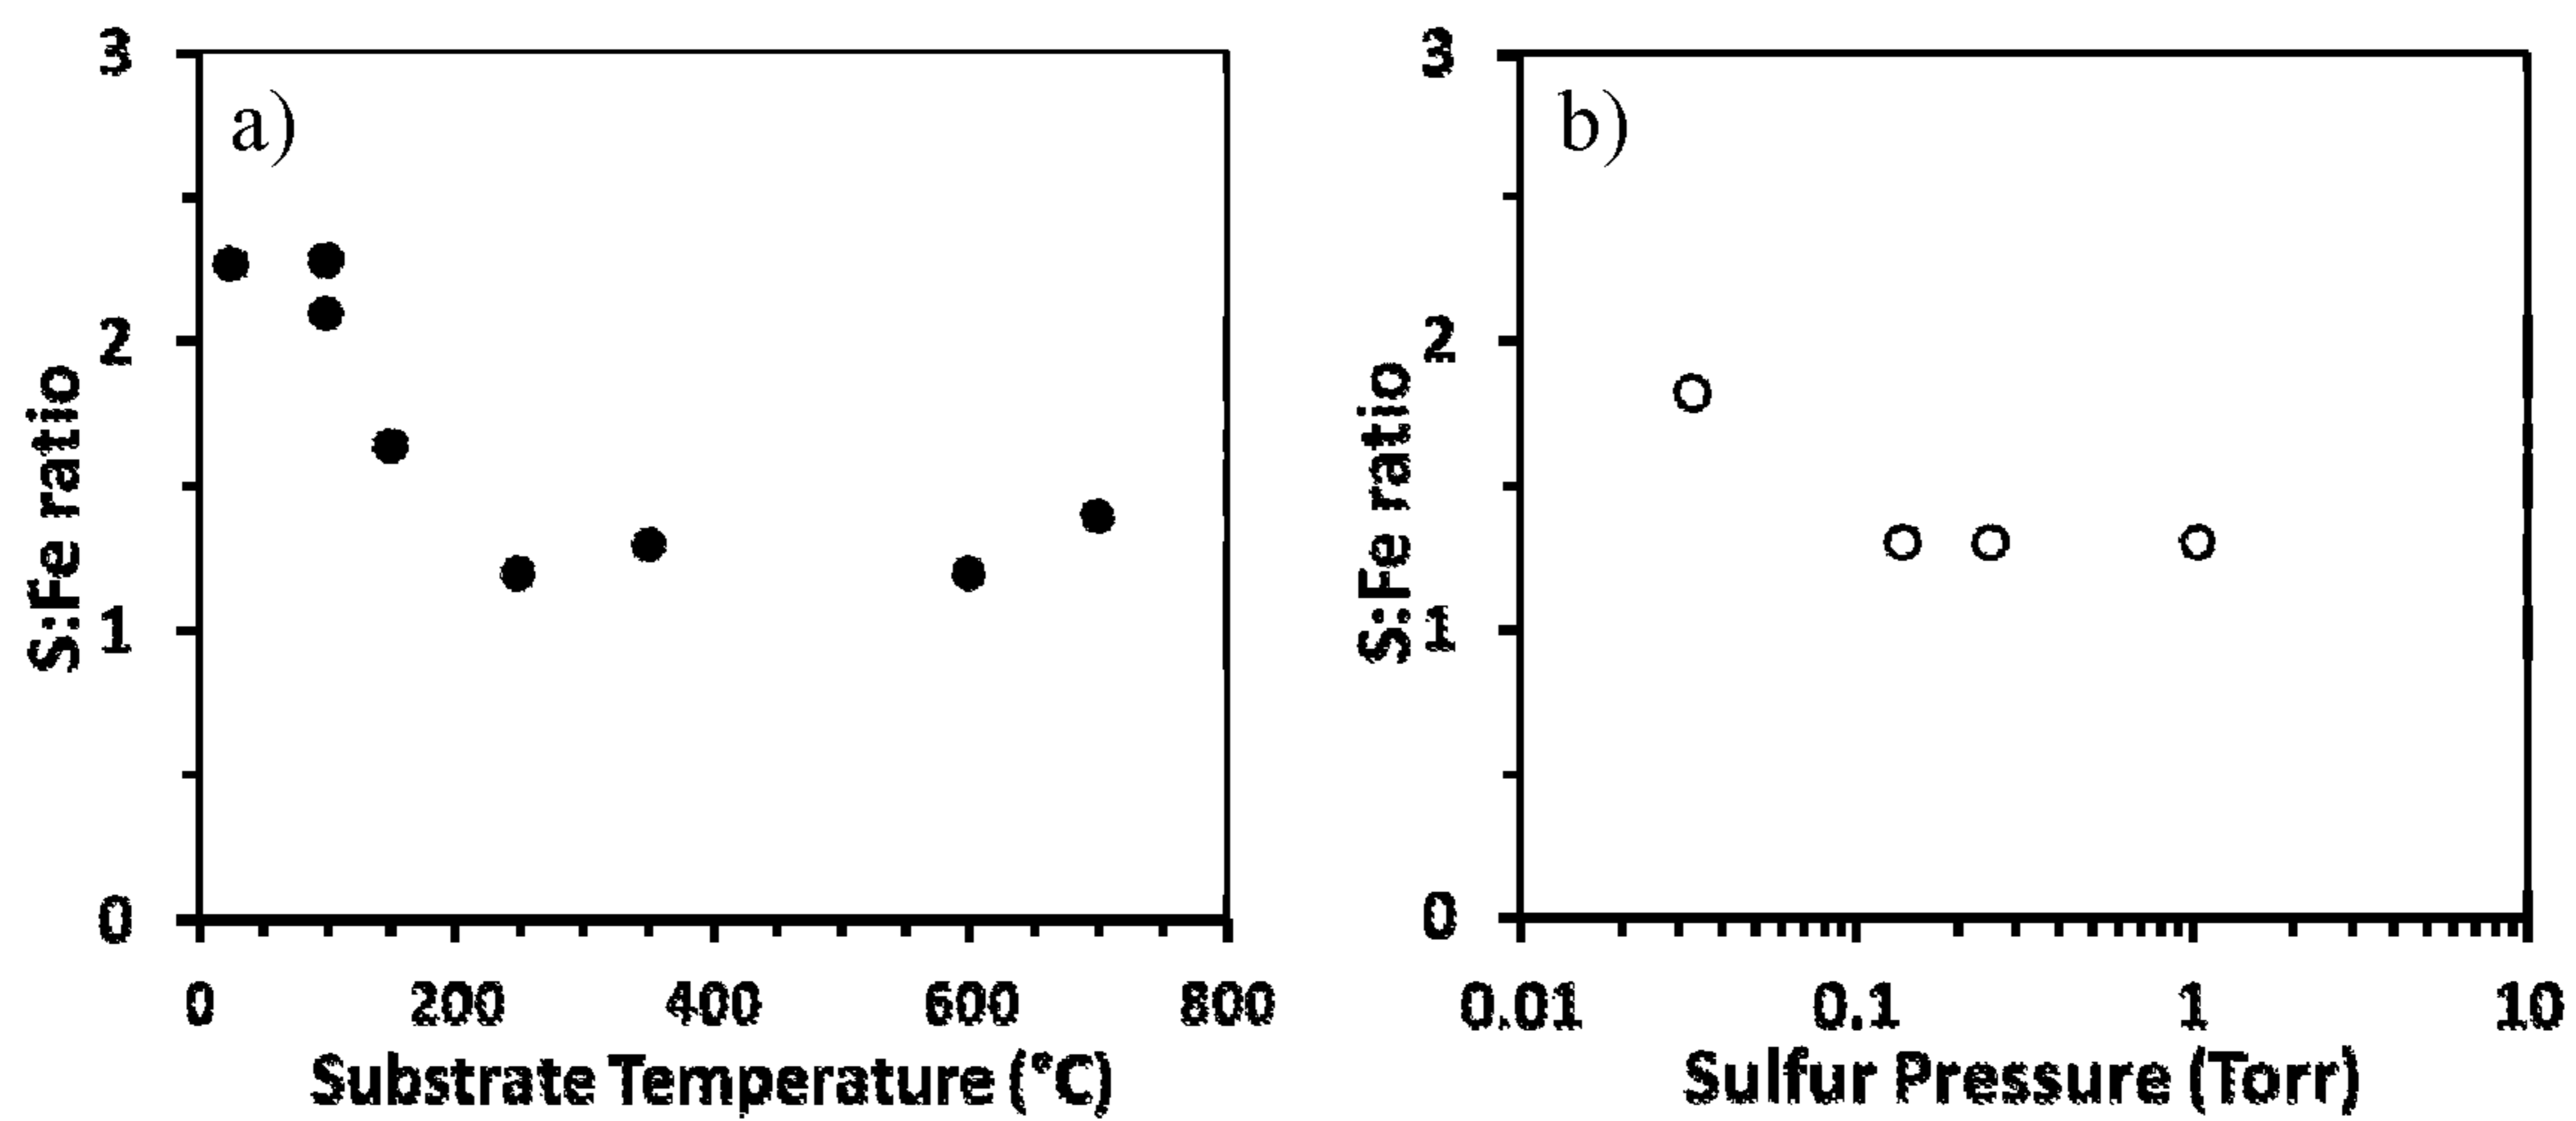 a)
S:Fe ratio
3
2
1
0
0 200 400 600 800
Substrate Temperature (°C)
b)
S:Fe ratio
3
2
1
0
0.01 0.1 1 10
Sulfur Pressure (Torr)